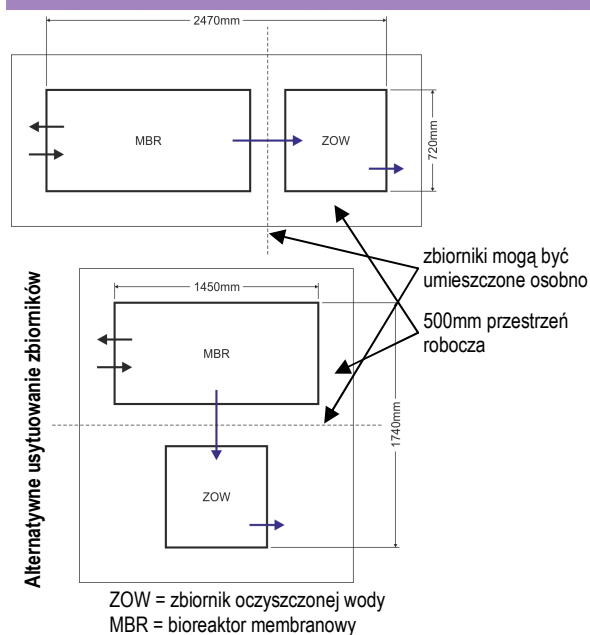 2470mm
MBR
ZOW
720mm
zbiorniki mogą być
umieszczone osobno
500mm przestrzeń
robocza
Alternatywne usytuowanie zbiorników
1450mm
MBR
1740mm
ZOW
ZOW = zbiornik oczyszczonej wody
MBR = bioreaktor membranowy